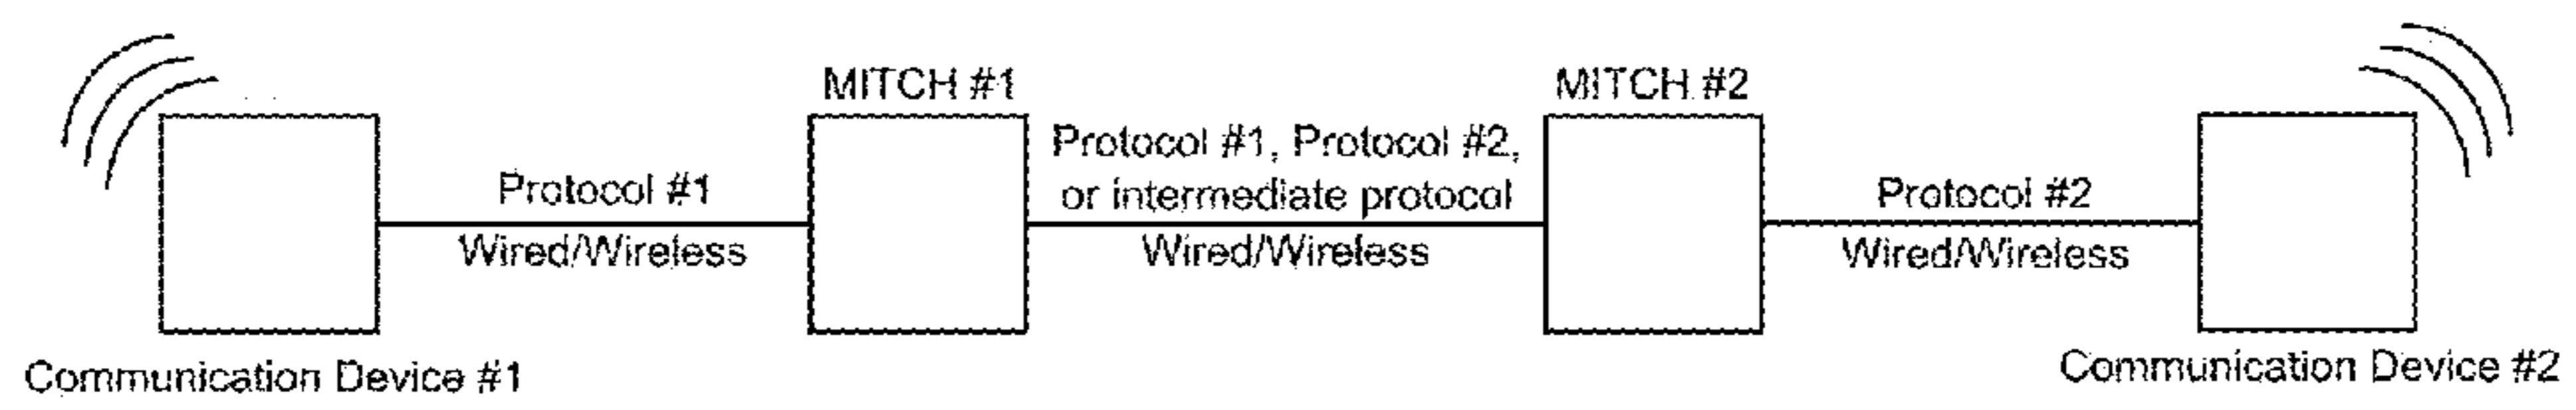 MITCH #1
MITCH #2
Protocol #1
Wired/Wireless
Protocol #1, Protocol #2,
or intermediate protocol
Wired/Wireless
Protocol #2
Wired/Wireless
Communication Device #1
Communication Device #2